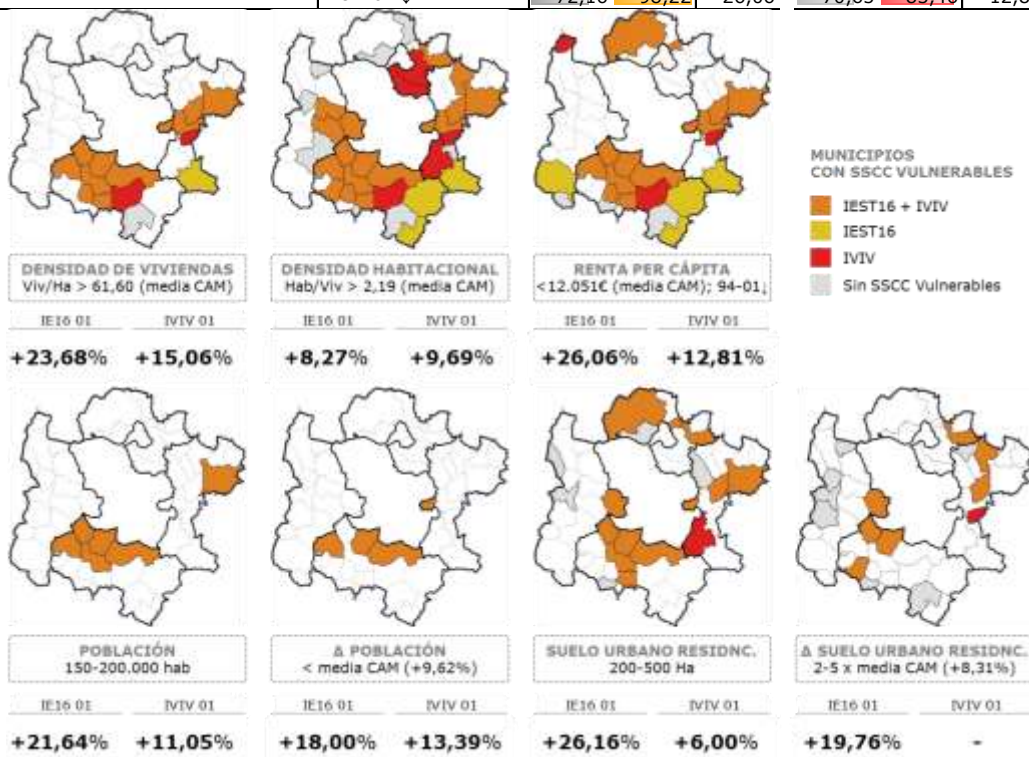 72,16 96,22
MUNICIPIOS
CON SSCC VULNERABLES
IEST16 + IVIV
IEST16
IVIV
Sin SSCC Vulnerables
DENSIDAD DE VIVIENDAS
Viv/Ha > 61,60 (media CAM)
IE16 01 IVIV 01
+23,68% +15,06%
DENSIDAD HABITACIONAL
Hab/Viv > 2,19 (media CAM)
IE16 01 IVIV 01
+8,27% +9,69%
RENTA PER CÁPITA
<12.051€ (media CAM); 94-01↓
IE16 01 IVIV 01
+26,06% +12,81%
POBLACIÓN
150-200.000 hab
IE16 01 IVIV 01
+21,64% +11,05%
Δ POBLACIÓN
< media CAM (+9,62%)
IE16 01 IVIV 01
+18,00% +13,39%
SUELO URBANO RESIDNC.
200-500 Ha
IE16 01 IVIV 01
+26,16% +6,00%
Δ SUELO URBANO RESIDNC.
2-5 x media CAM (+8,31%)
IE16 01 IVIV 01
+19,76% -